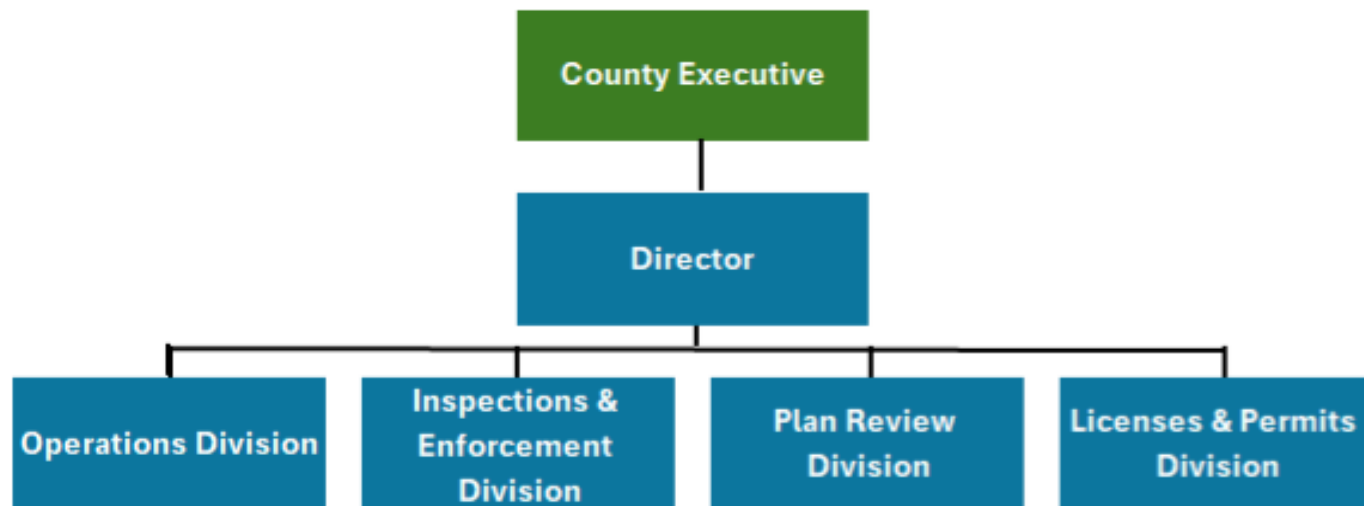 County Executive
Director
Operations Division
Inspections &
Enforcement
Division
Plan Review
Division
Licenses & Permits
Division